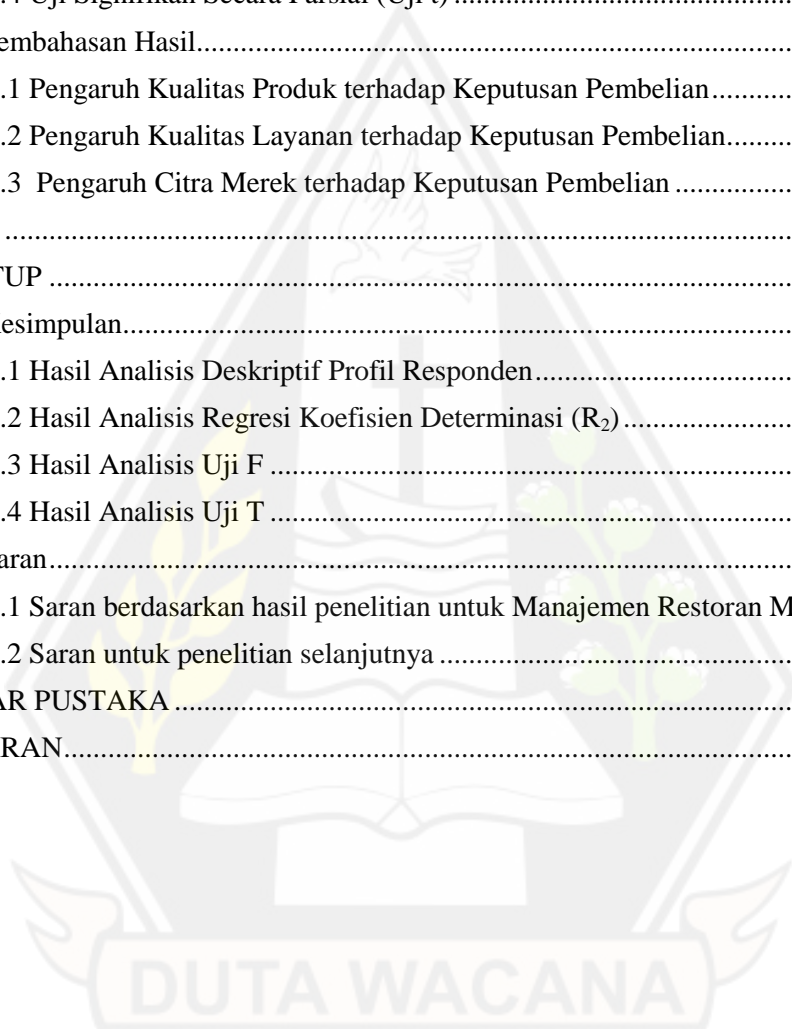 .4 Uji Signifikan Secara Parsial (Uji t) ........................................................
embahasan Hasil....................................................................................................
.1 Pengaruh Kualitas Produk terhadap Keputusan Pembelian..............
.2 Pengaruh Kualitas Layanan terhadap Keputusan Pembelian...........
.3  Pengaruh Citra Merek terhadap Keputusan Pembelian ....................
....................................................................................................................................
TUP ............................................................................................................................
esimpulan................................................................................................................
.1 Hasil Analisis Deskriptif Profil Responden...........................................
.2 Hasil Analisis Regresi Koefisien Determinasi (R₂)............................
.3 Hasil Analisis Uji F .......................................................................................
.4 Hasil Analisis Uji T .......................................................................................
aran............................................................................................................................
.1 Saran berdasarkan hasil penelitian untuk Manajemen Restoran M
.2 Saran untuk penelitian selanjutnya ...........................................................
AR PUSTAKA .......................................................................................................
RAN.........................................................................................................................
DUTA WACANA